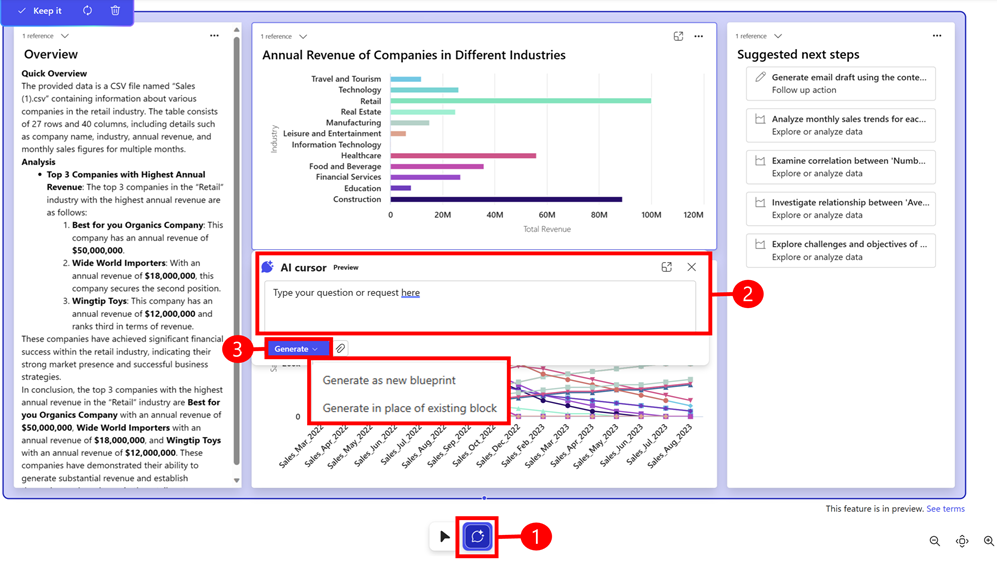 Keep it
1 reference
Overview
Quick Overview
The provided data is a CSV file named "Sales
(1).csv" containing information about various
companies in the retail industry. The table consists
of 27 rows and 40 columns, including details such
as company name, industry, annual revenue, and
monthly sales figures for multiple months.
Analysis
• Top 3 Companies with Highest Annual
Revenue: The top 3 companies in the "Retail"
industry with the highest annual revenue are
as follows:
1. Best for you Organics Company: This
company has an annual revenue of
$50,000,000.
2. Wide World Importers: With an
annual revenue of $18,000,000, this
company secures the second position.
3. Wingtip Toys: This company has an
annual revenue of $12,000,000 and
ranks third in terms of revenue.
These companies have achieved significant financial
success within the retail industry, indicating their
strong market presence and successful business
strategies.
In conclusion, the top 3 companies with the highest
annual revenue in the "Retail" industry are Best for
you Organics Company with an annual revenue of
$50,000,000, Wide World Importers with an
annual revenue of $18,000,000, and Wingtip Toys
with an annual revenue of $12,000,000. These
companies have demonstrated their ability to
generate substantial revenue and establish
1 reference
Annual Revenue of Companies in Different Industries
Industry
Travel and Tourism
Technology
Retail
Real Estate
Manufacturing
Leisure and Entertainment
Information Technology
Healthcare
Food and Beverage
Financial Services
Education
Construction
0 20M 40M 60M 80M 100M 120M
Total Revenue
AI cursor Preview
Type your question or request here
2
3
Generate
Generate as new blueprint
Generate in place of existing block
0
Sales_Mar_2022
Sales_Apr_2022
Sales_May_2022
Sales_Jun_2022
Sales_Jul_2022
Sales_Aug_2022
Sales_Sep_2022
Sales_Oct_2022
Sales_Dec_2022
Sales_Feb_2023
Sales_Mar_2023
Sales_Apr_2023
Sales_May_2023
Sales_Jun_2023
Sales_Jul_2023
Sales_Aug_2023
1 reference
Suggested next steps
Generate email draft using the conte...
Follow up action
Analyze monthly sales trends for eac...
Explore or analyze data
Examine correlation between 'Numb...
Explore or analyze data
Investigate relationship between 'Ave...
Explore or analyze data
Explore challenges and objectives of ...
Explore or analyze data
This feature is in preview. See terms
1